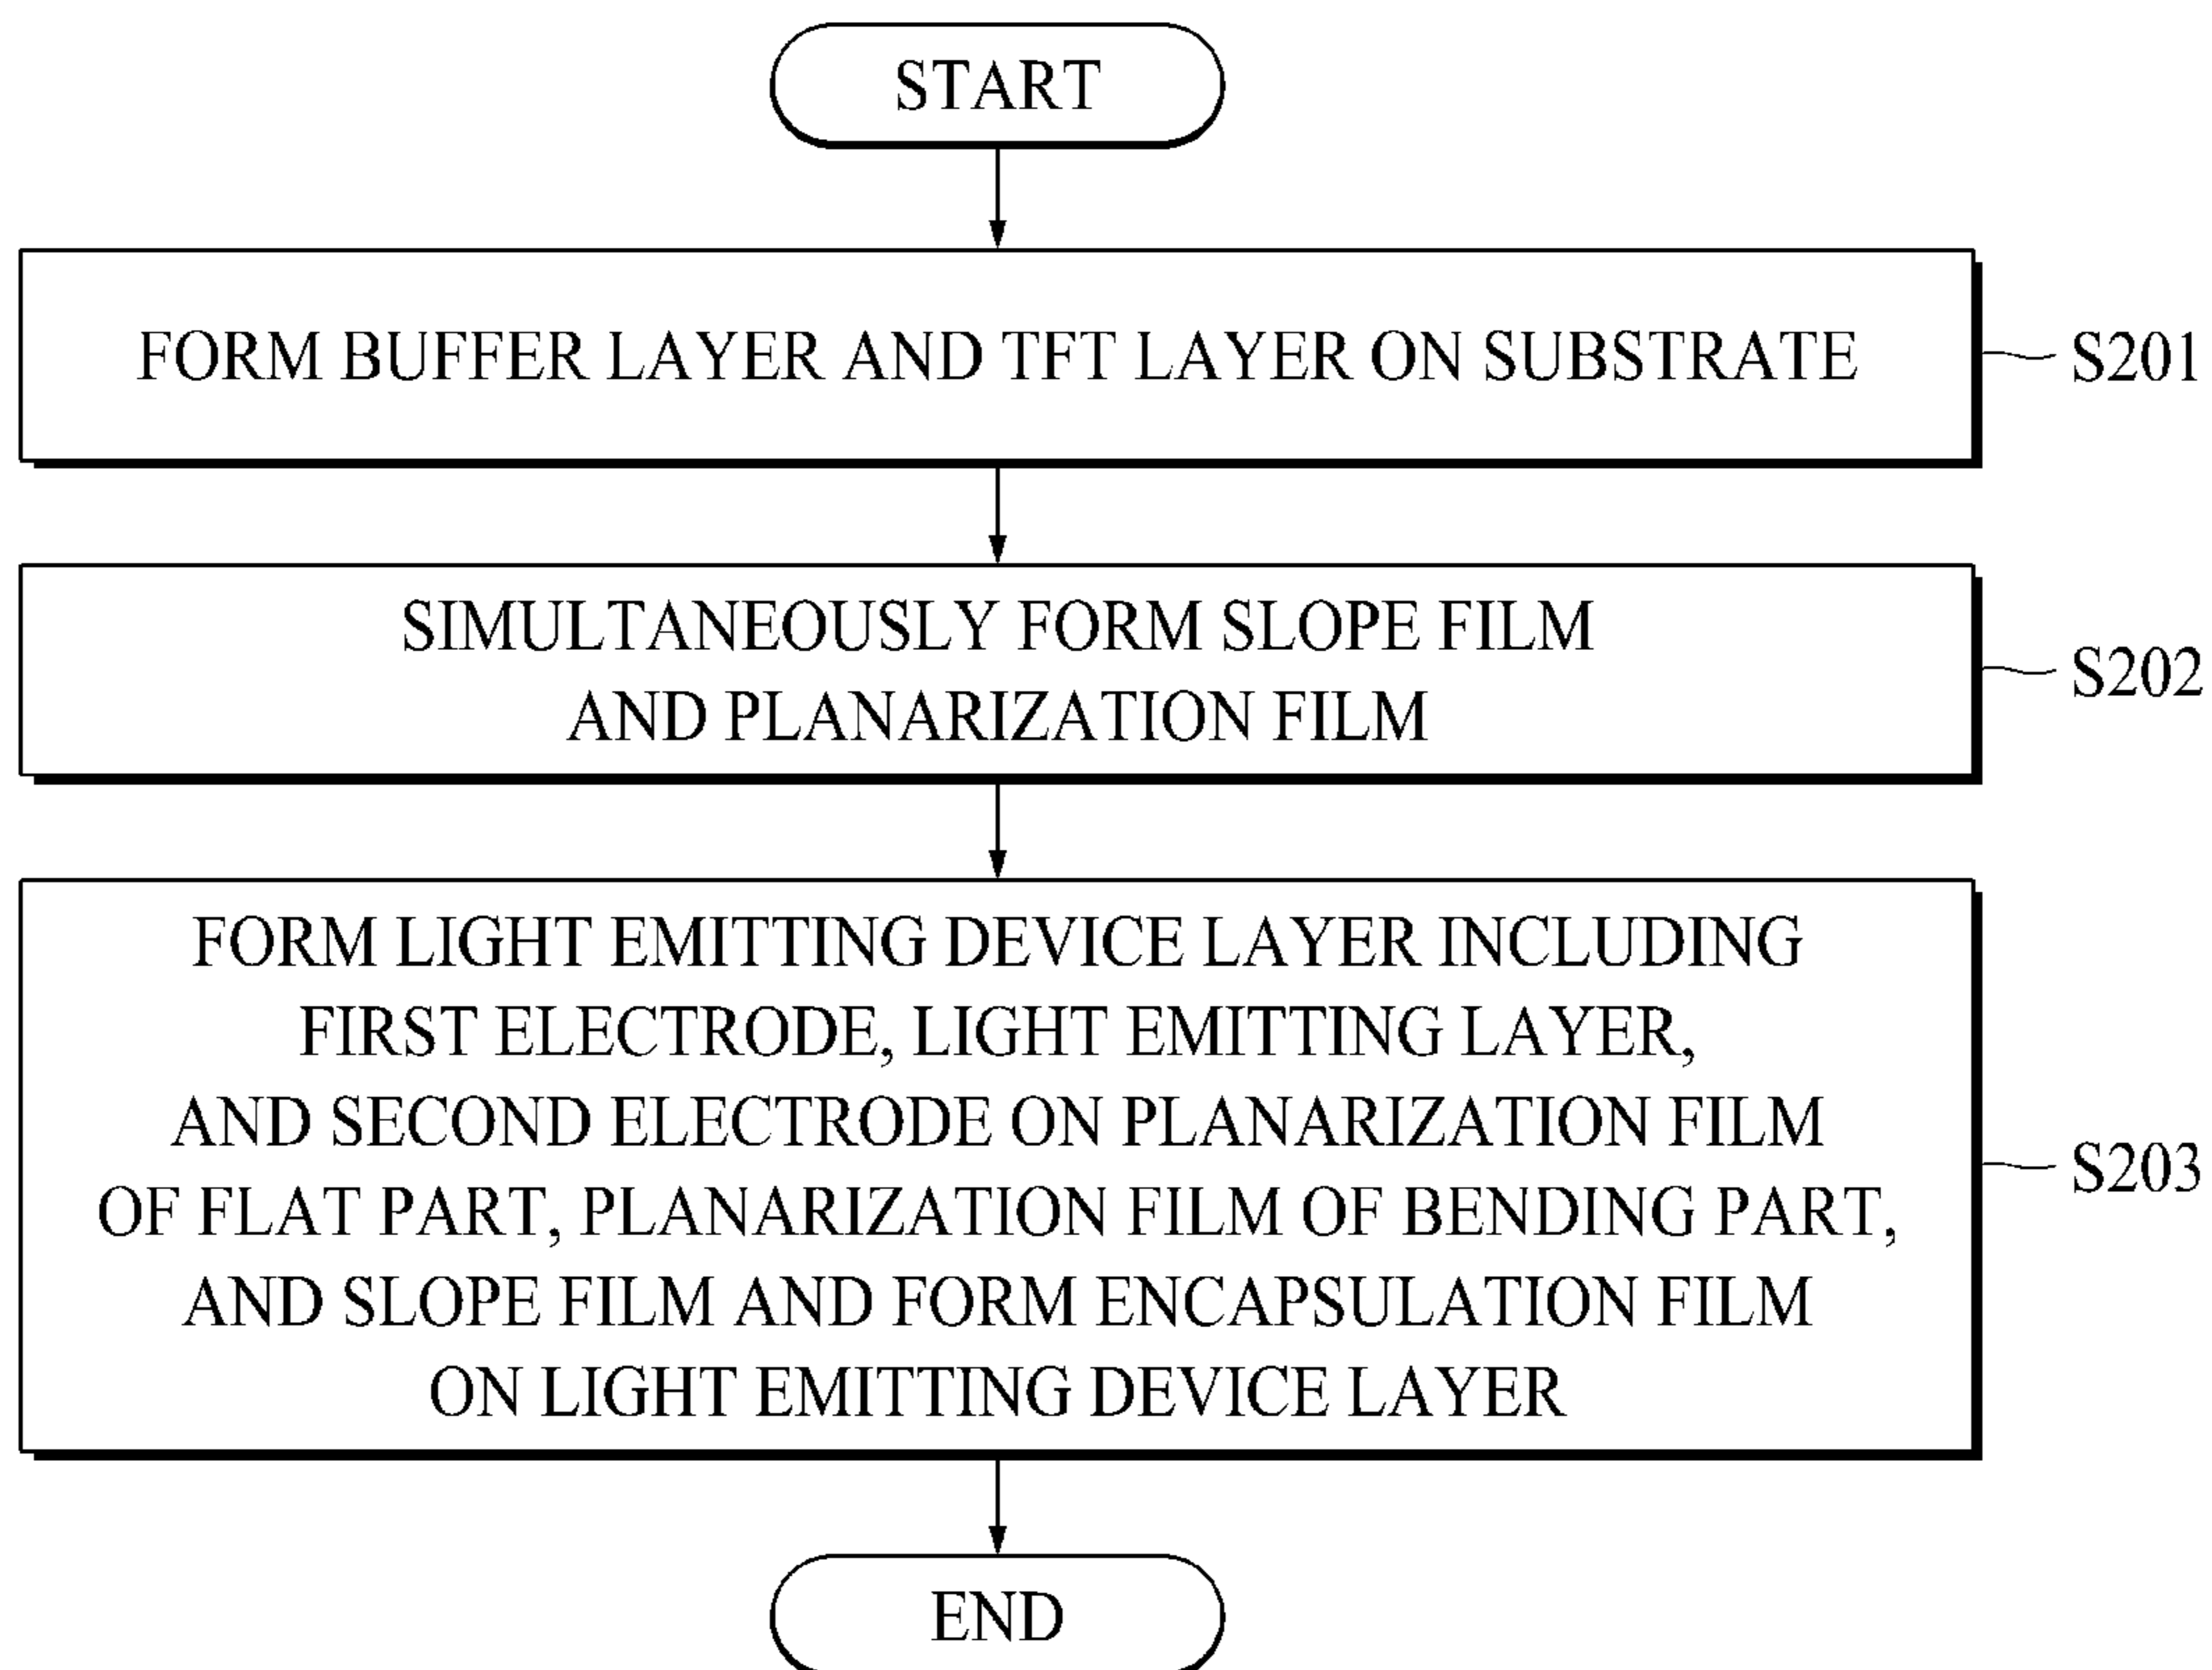 START
FORM BUFFER LAYER AND TFT LAYER ON SUBSTRATE
S201
SIMULTANEOUSLY FORM SLOPE FILM
AND PLANARIZATION FILM
S202
FORM LIGHT EMITTING DEVICE LAYER INCLUDING
FIRST ELECTRODE, LIGHT EMITTING LAYER,
AND SECOND ELECTRODE ON PLANARIZATION FILM
OF FLAT PART, PLANARIZATION FILM OF BENDING PART,
AND SLOPE FILM AND FORM ENCAPSULATION FILM
ON LIGHT EMITTING DEVICE LAYER
S203
END